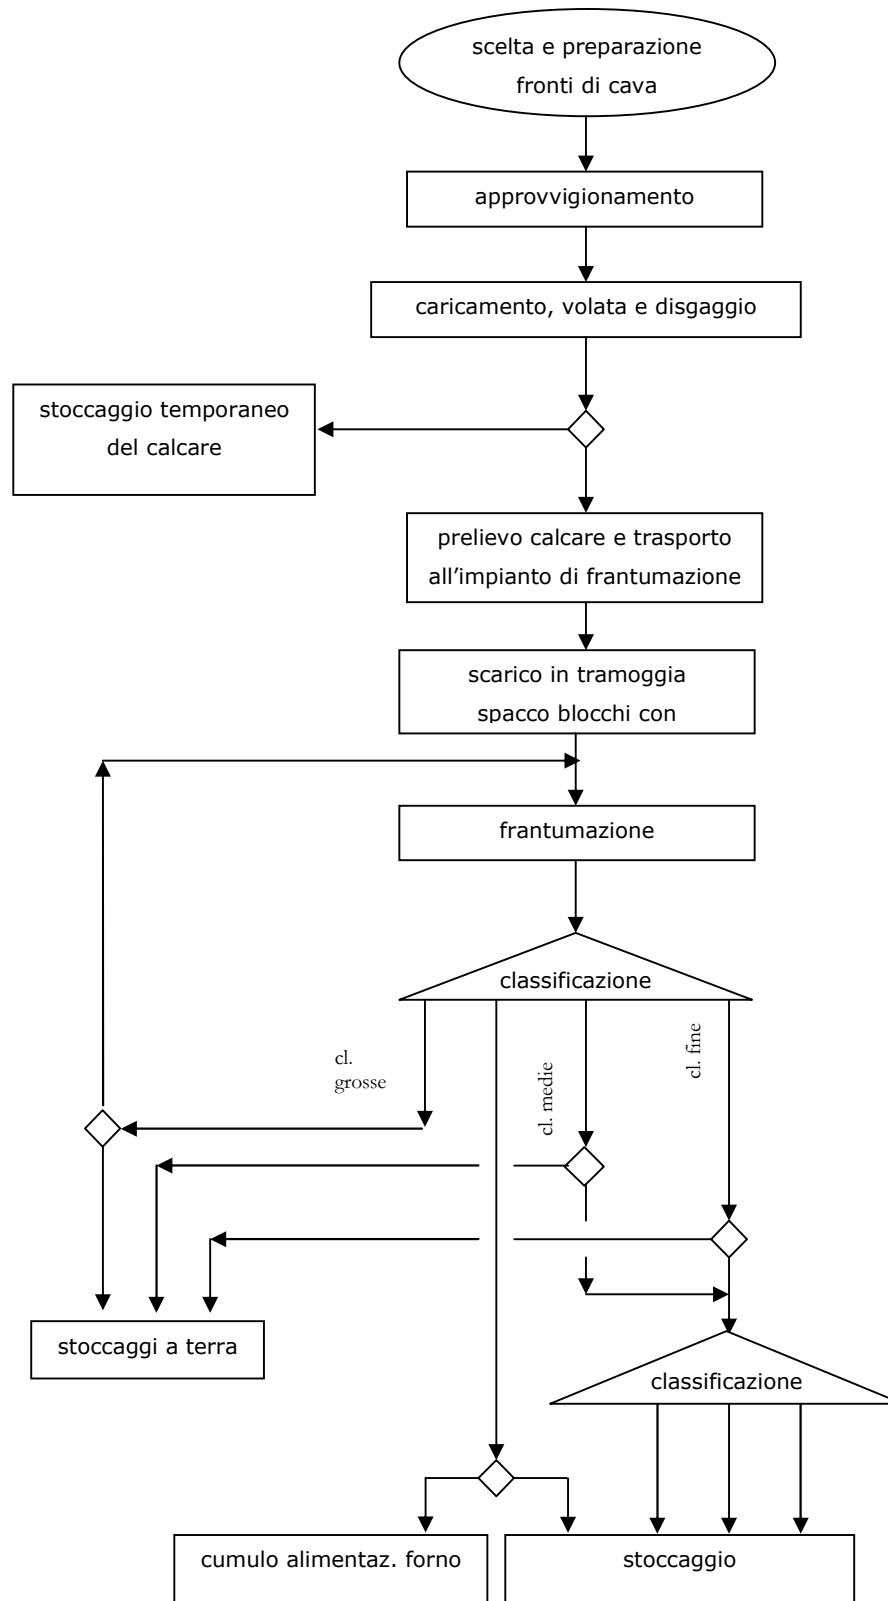 scelta e preparazione
fronti di cava
approvvigionamento
caricamento, volata e disgaggio
stoccaggio temporaneo
del calcare
prelievo calcare e trasporto
all’impianto di frantumazione
scarico in tramoggia
spacco blocchi con
frantumazione
classificazione
cl.
grosse
cl. medie
cl. fine
stoccaggi a terra
classificazione
cumulo alimentaz. forno
stoccaggio